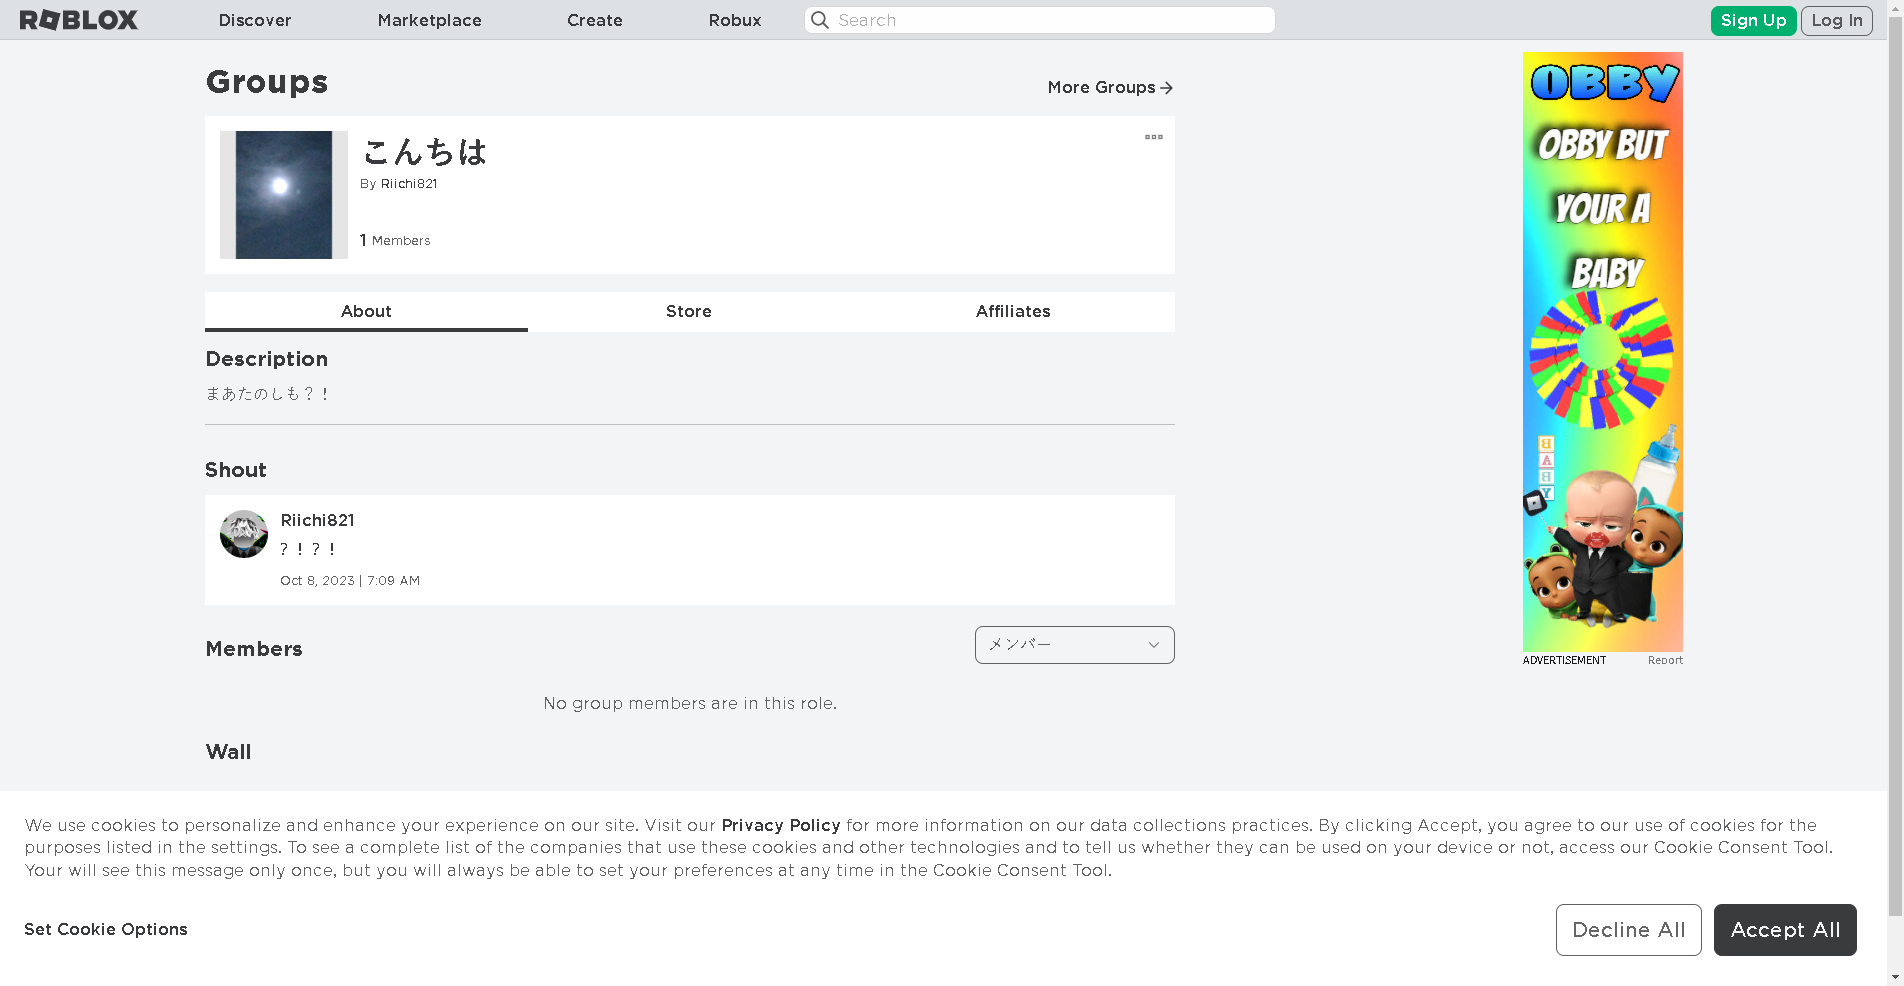 ROBLOX
Discover
Marketplace
Create
Robux
Search
Sign Up
Log In
Groups
More Groups
こんちは
By Riichi821
1 Members
About
Store
Affiliates
Description
まあたのしも？！
Shout
Riichi821
？！？！
Oct 8, 2023 | 7:09 AM
Members
メンバー
No group members are in this role.
Wall
OBBY
OBBY BUT
YOUR A
BABY
B
A
B
Y
ADVERTISEMENT
Report
We use cookies to personalize and enhance your experience on our site. Visit our Privacy Policy for more information on our data collections practices. By clicking Accept, you agree to our use of cookies for the
purposes listed in the settings. To see a complete list of the companies that use these cookies and other technologies and to tell us whether they can be used on your device or not, access our Cookie Consent Tool.
Your will see this message only once, but you will always be able to set your preferences at any time in the Cookie Consent Tool.
Set Cookie Options
Decline All
Accept All